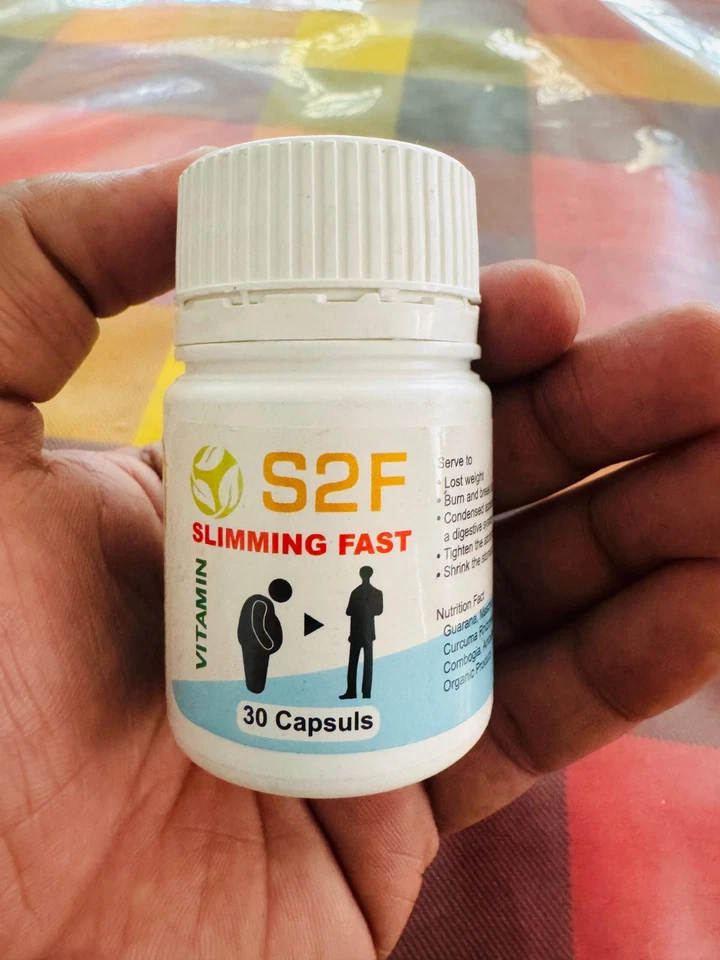 S2F
SLIMMING FAST
VITAMIN
30 Capsuls
Serve to
• Lost weight
• Burn and
• Condensed
a digestive
• Tighten the
• Shrink the
Nutrition Fact
Guarana,
Curcuma
Combogia,
Organic